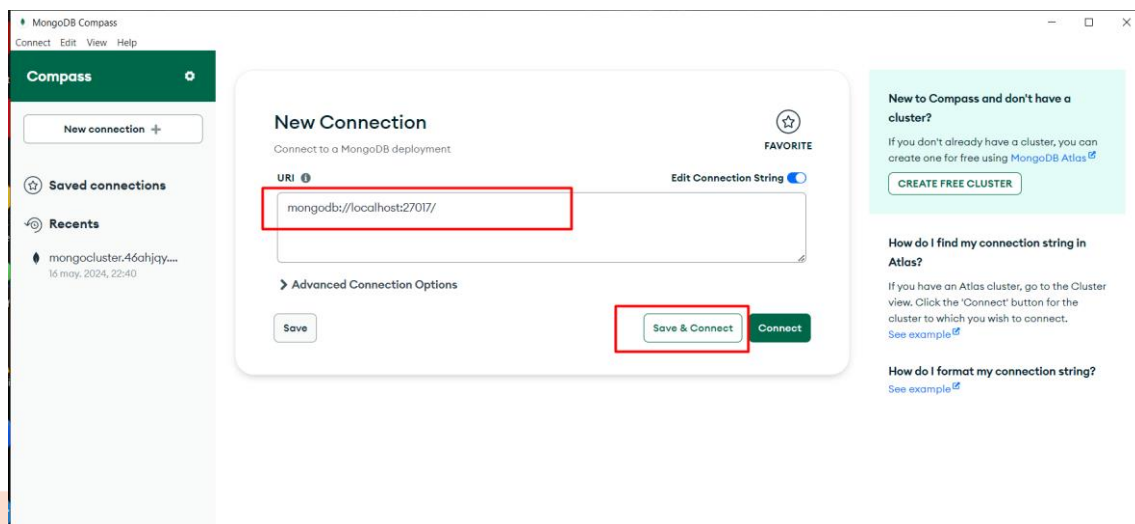 MongoDB Compass
Connect Edit View Help
Compass
New connection +
Saved connections
Recents
mongocluster.46ahjqy....
16 may. 2024, 22:40
New Connection
Connect to a MongoDB deployment
FAVORITE
URI
Edit Connection String
mongodb://localhost:27017/
Advanced Connection Options
Save
Save & Connect
Connect
New to Compass and don't have a
cluster?
If you don't already have a cluster, you can
create one for free using MongoDB Atlas
CREATE FREE CLUSTER
How do I find my connection string in
Atlas?
If you have an Atlas cluster, go to the Cluster
view. Click the 'Connect' button for the
cluster to which you wish to connect.
See example
How do I format my connection string?
See example